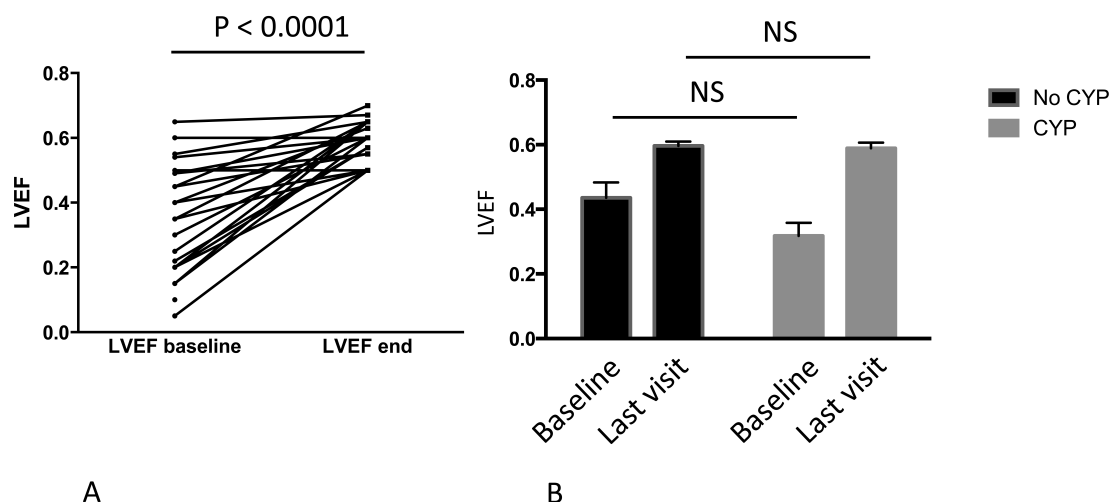 P < 0.0001
LVEF
0.8
0.6
0.4
0.2
0.0
LVEF baseline LVEF end
A
NS
NS
LVEF
0.8
0.6
0.4
0.2
0.0
Baseline
Last visit
Baseline
Last visit
No CYP
CYP
B